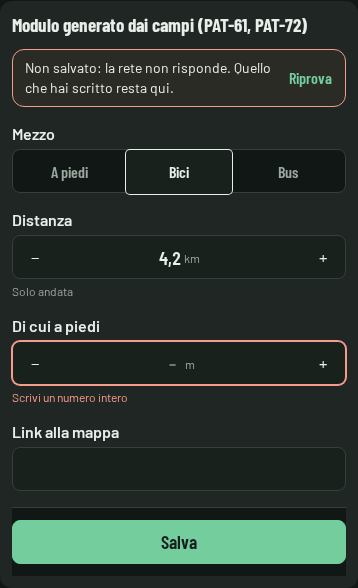 Modulo generato dai campi (PAT-61, PAT-72)
Non salvato: la rete non risponde. Quello
che hai scritto resta qui.
Riprova
Mezzo
A piedi Bici Bus
Distanza
− 4,2 km +
Solo andata
Di cui a piedi
− – m +
Scrivi un numero intero
Link alla mappa
Salva